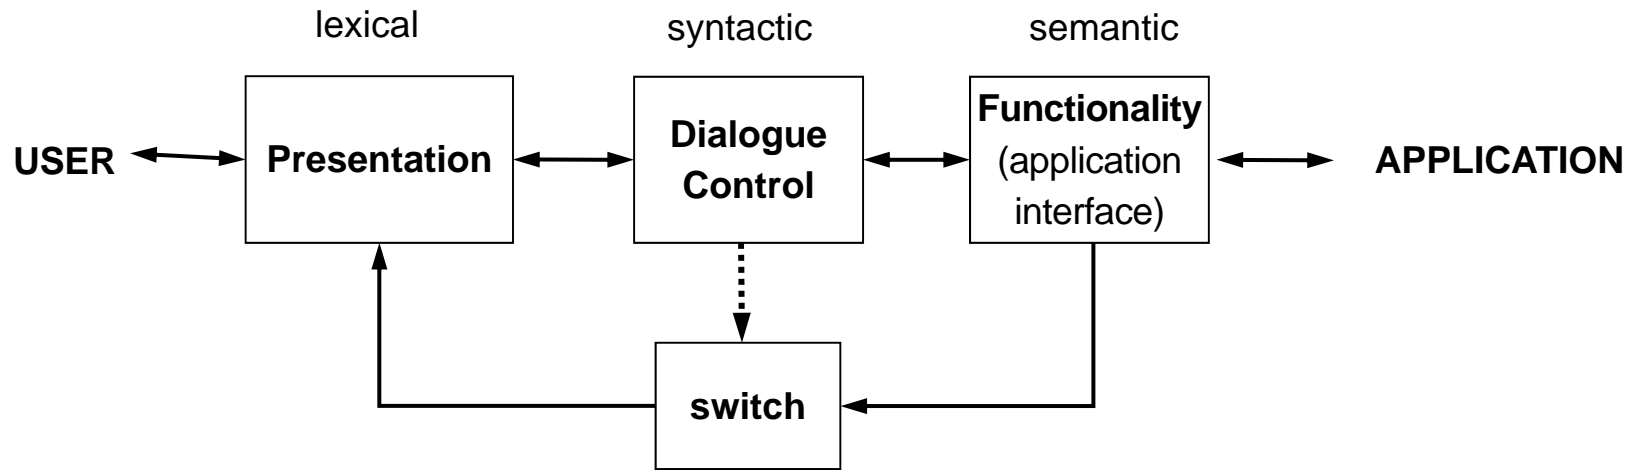 lexical
syntactic
semantic
USER
Presentation
Dialogue
Control
Functionality
(application
interface)
APPLICATION
switch